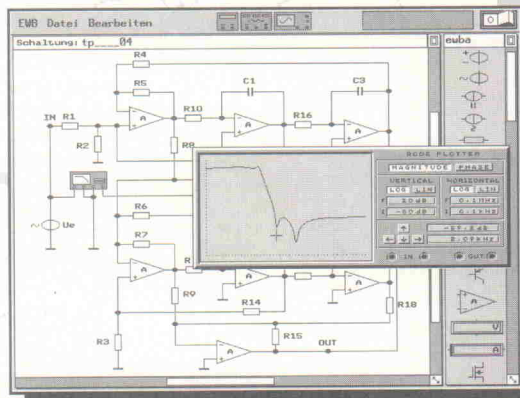 EWB Datei Bearbeiten
Schaltung: tp____04
ewba
R4
R5
C1
C3
R10
R16
IN R1
R2
R8
Ue
R6
R7
R9
R14
R3
R15
OUT
R18
A
A
A
A
A
A
A
A
V
A
BODE PLOTTER
MAGNITUDE PHASE
VERTICAL HORIZONTAL
LOG LIN LOG LIN
IN OUT